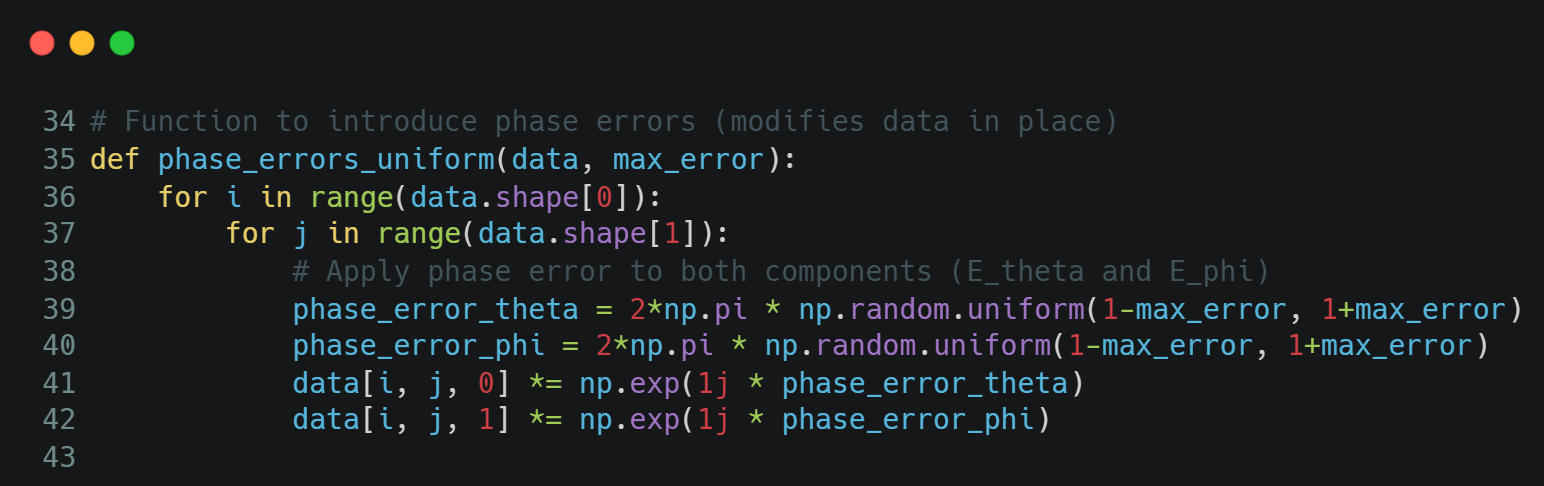 34 # Function to introduce phase errors (modifies data in place)
35 def phase_errors_uniform(data, max_error):
36     for i in range(data.shape[0]):
37         for j in range(data.shape[1]):
38             # Apply phase error to both components (E_theta and E_phi)
39             phase_error_theta = 2*np.pi * np.random.uniform(1-max_error, 1+max_error)
40             phase_error_phi = 2*np.pi * np.random.uniform(1-max_error, 1+max_error)
41             data[i, j, 0] *= np.exp(1j * phase_error_theta)
42             data[i, j, 1] *= np.exp(1j * phase_error_phi)
43